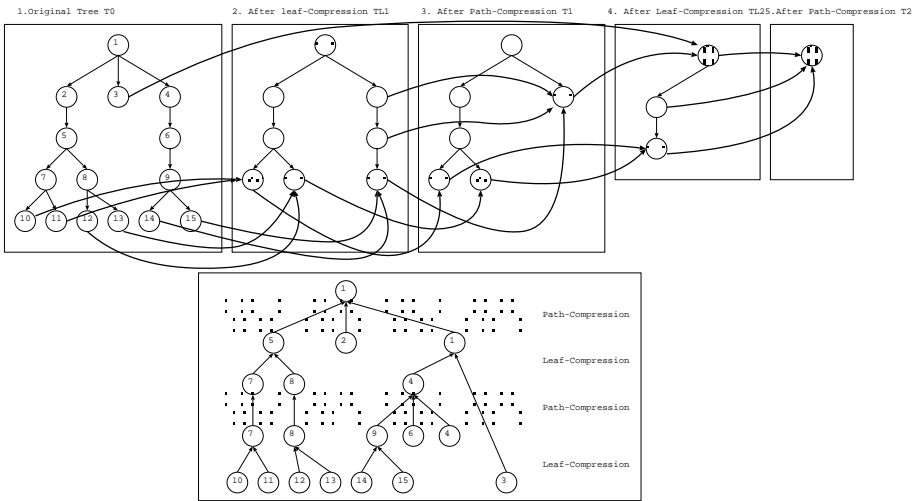 1.Original Tree T0
2. After leaf-Compression TL1
3. After Path-Compression T1
4. After Leaf-Compression TL2
5.After Path-Compression T2
1
2 3 4
5 6
7 8 9
10 11 12 13 14 15
1
Path-Compression
5 2 1
Leaf-Compression
7 8 4
Path-Compression
7 8 9 6 4
Leaf-Compression
10 11 12 13 14 15 3